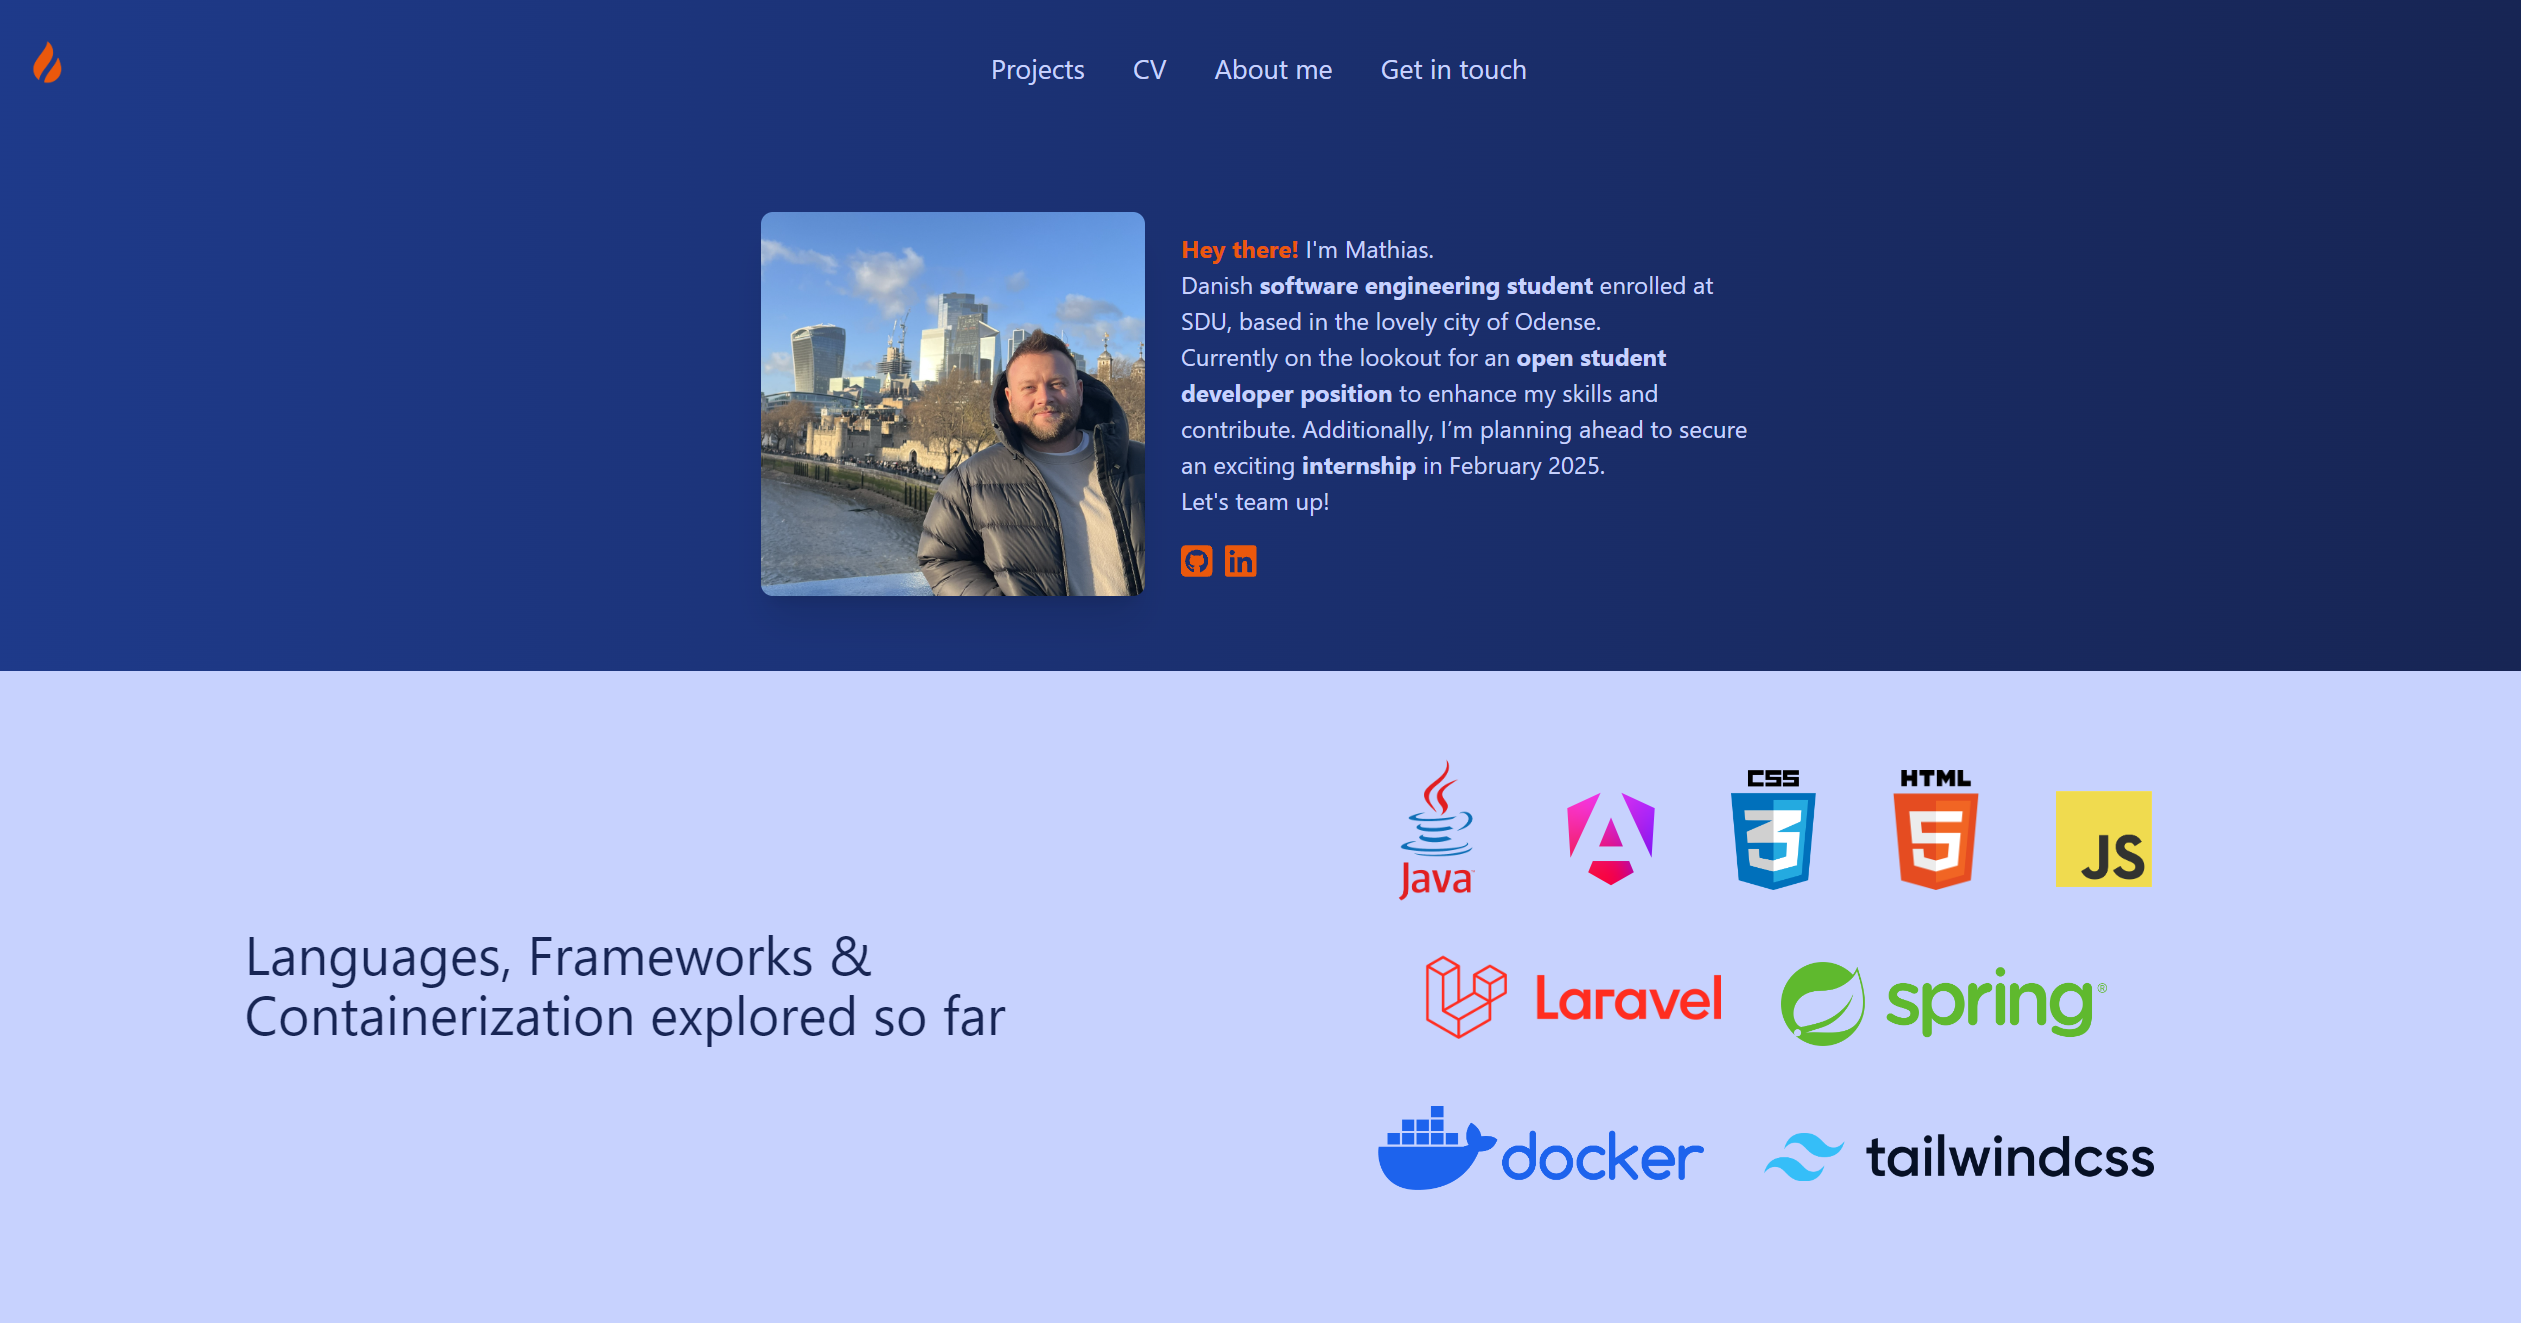 Projects CV About me Get in touch
Hey there! I'm Mathias.
Danish software engineering student enrolled at
SDU, based in the lovely city of Odense.
Currently on the lookout for an open student
developer position to enhance my skills and
contribute. Additionally, I’m planning ahead to secure
an exciting internship in February 2025.
Let's team up!
in
Languages, Frameworks &
Containerization explored so far
CSS HTML
3 5 JS
Java
Laravel spring®
docker tailwindcss